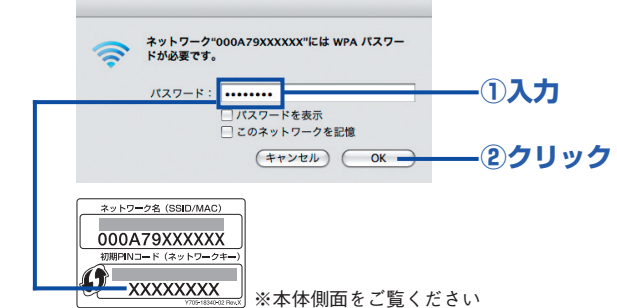 ネットワーク“000A79XXXXXX”には WPA パスワー
ドが必要です。
パスワード：
••••••••
①入力
パスワードを表示
このネットワークを記憶
キャンセル
OK
②クリック
ネットワーク名（SSID/MAC）
000A79XXXXXX
初期PINコード（ネットワークキー）
XXXXXXXX
Y705-18340-02 Rev.X
※本体側面をご覧ください